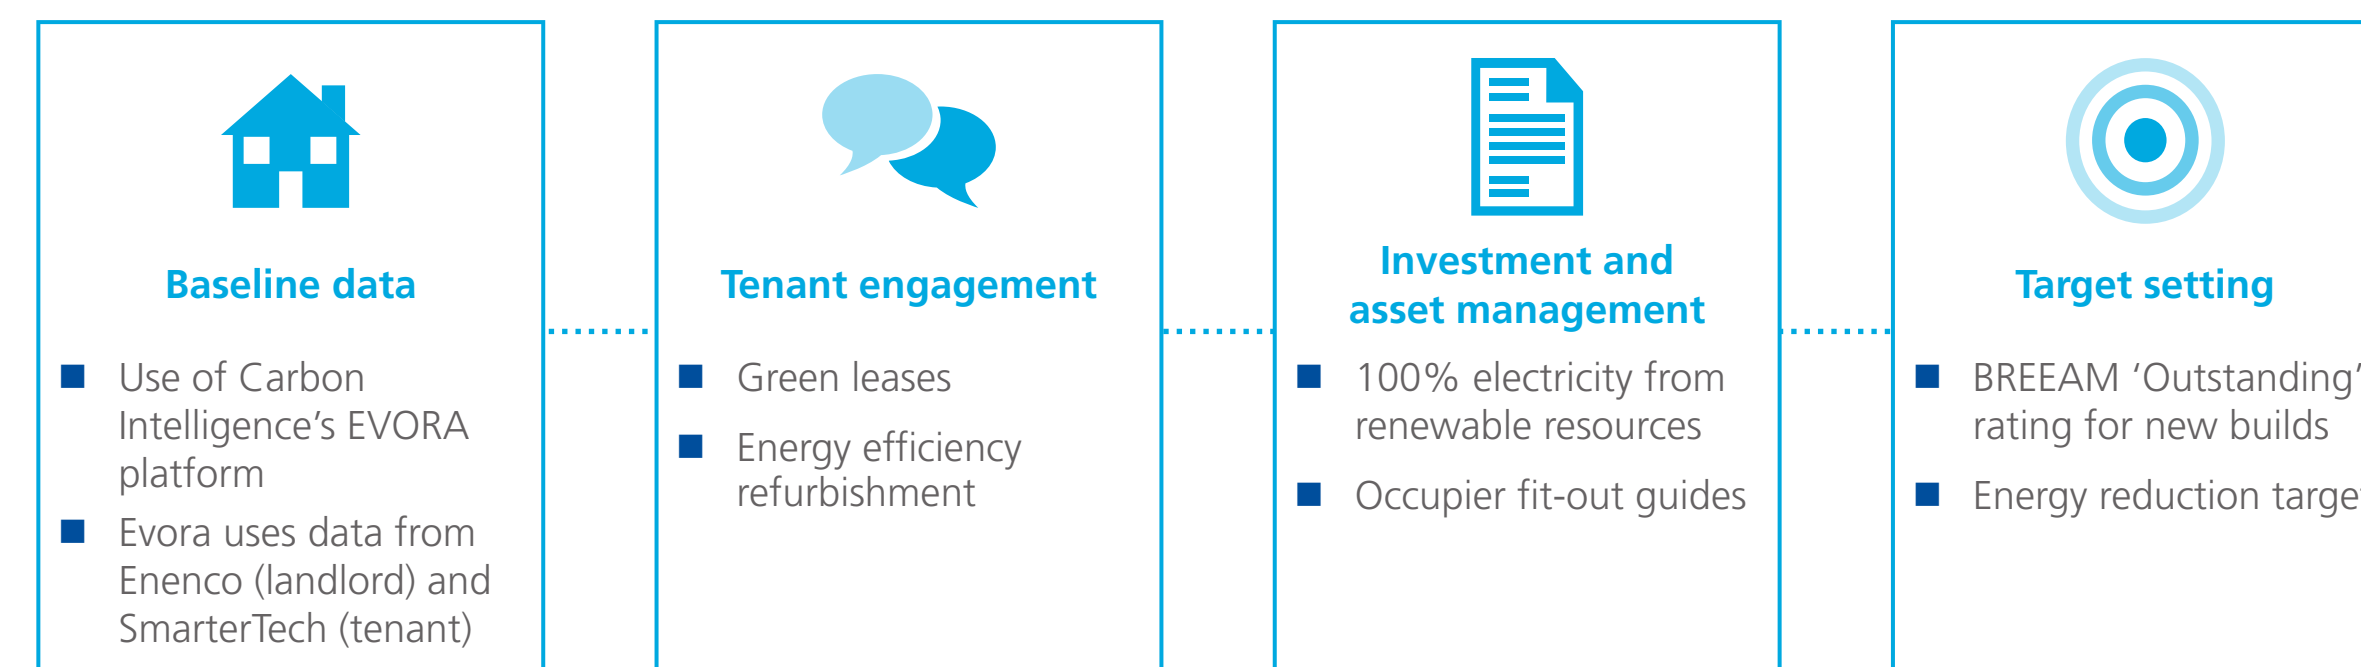 Baseline data
Use of Carbon
Intelligence’s EVORA
platform
Evora uses data from
Enenco (landlord) and
SmarterTech (tenant)
Tenant engagement
Green leases
Energy efficiency
refurbishment
Investment and
asset management
100% electricity from
renewable resources
Occupier fit-out guides
Target setting
BREEAM ‘Outstanding’
rating for new builds
Energy reduction